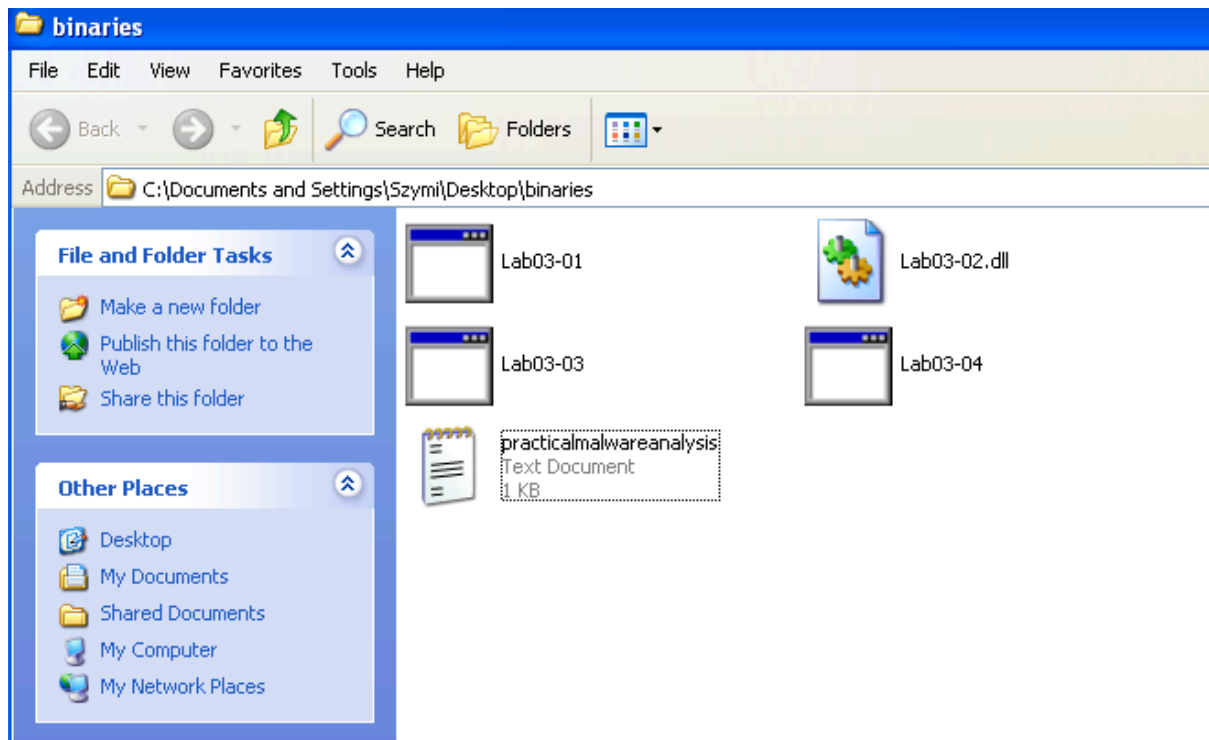 binaries
File Edit View Favorites Tools Help
Back Search Folders
Address C:\Documents and Settings\Szymi\Desktop\binaries
File and Folder Tasks
Make a new folder
Publish this folder to the
Web
Share this folder
Other Places
Desktop
My Documents
Shared Documents
My Computer
My Network Places
Lab03-01
Lab03-02.dll
Lab03-03
Lab03-04
practicalmalwareanalysis
Text Document
1 KB